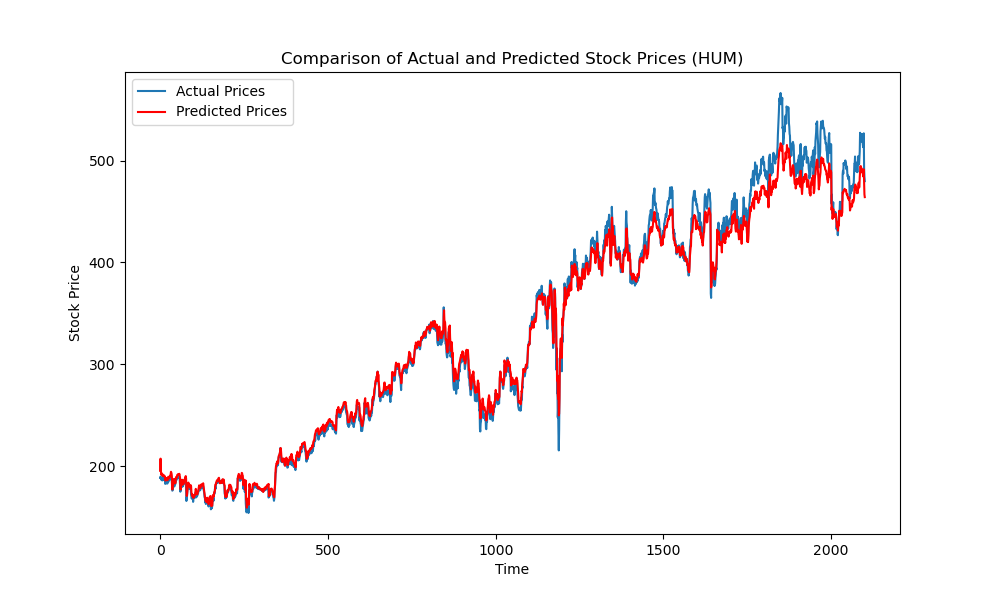 Comparison of Actual and Predicted Stock Prices (HUM)
Actual Prices
Predicted Prices
500
400
300
200
Stock Price
0
500
1000
1500
2000
Time